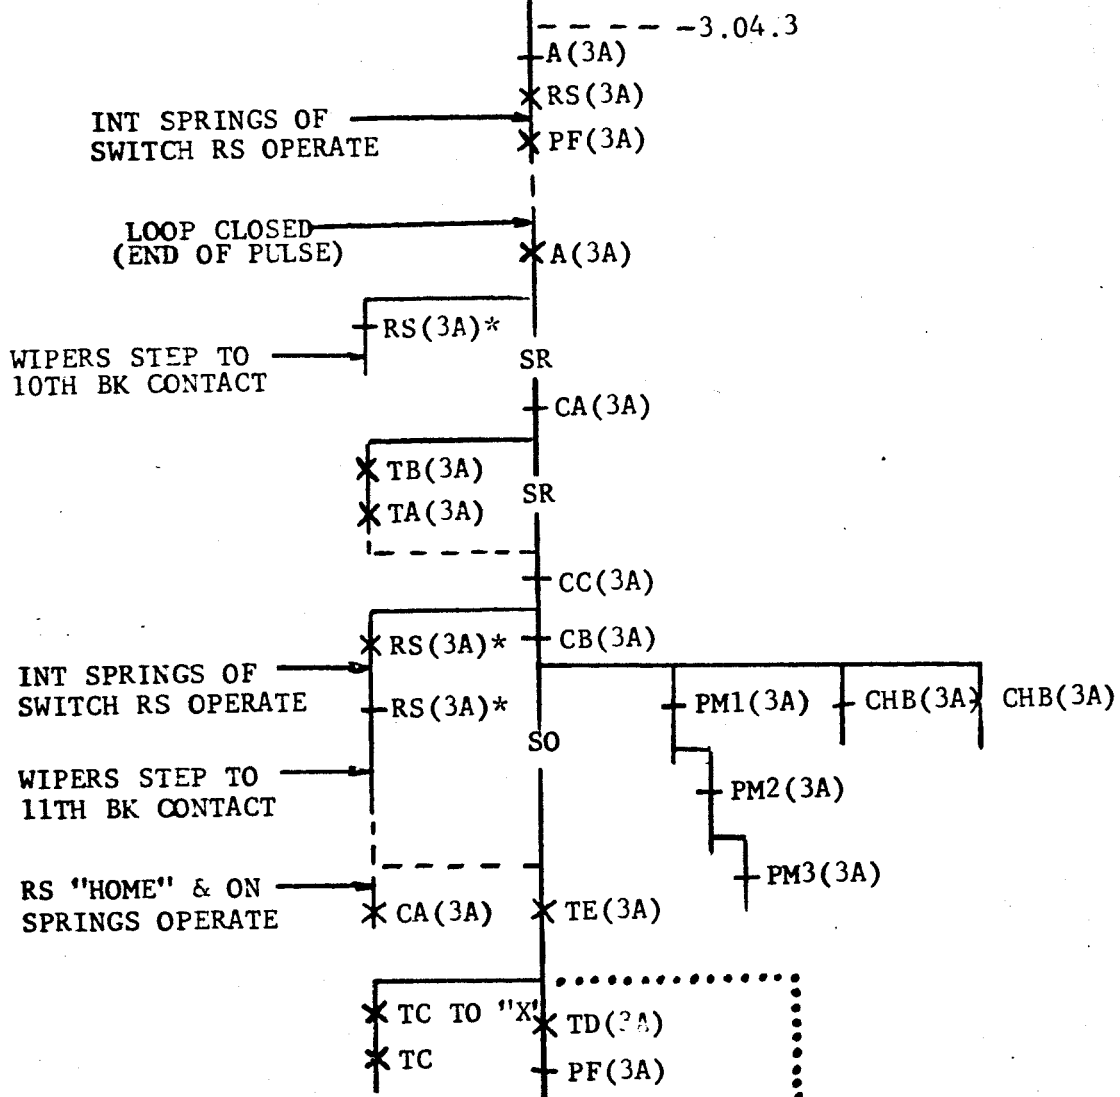 -3.04.3
A(3A)
RS(3A)
INT SPRINGS OF
SWITCH RS OPERATE
PF(3A)
LOOP CLOSED
(END OF PULSE)
A(3A)
RS(3A)*
WIPERS STEP TO
10TH BK CONTACT
SR
CA(3A)
TB(3A)
SR
TA(3A)
CC(3A)
RS(3A)*
CB(3A)
INT SPRINGS OF
SWITCH RS OPERATE
RS(3A)*
PM1(3A)
CHB(3A)
CHB(3A)
SO
WIPERS STEP TO
11TH BK CONTACT
PM2(3A)
PM3(3A)
RS "HOME" & ON
SPRINGS OPERATE
CA(3A)
TE(3A)
TC TO "X"
TD(3A)
TC
PF(3A)